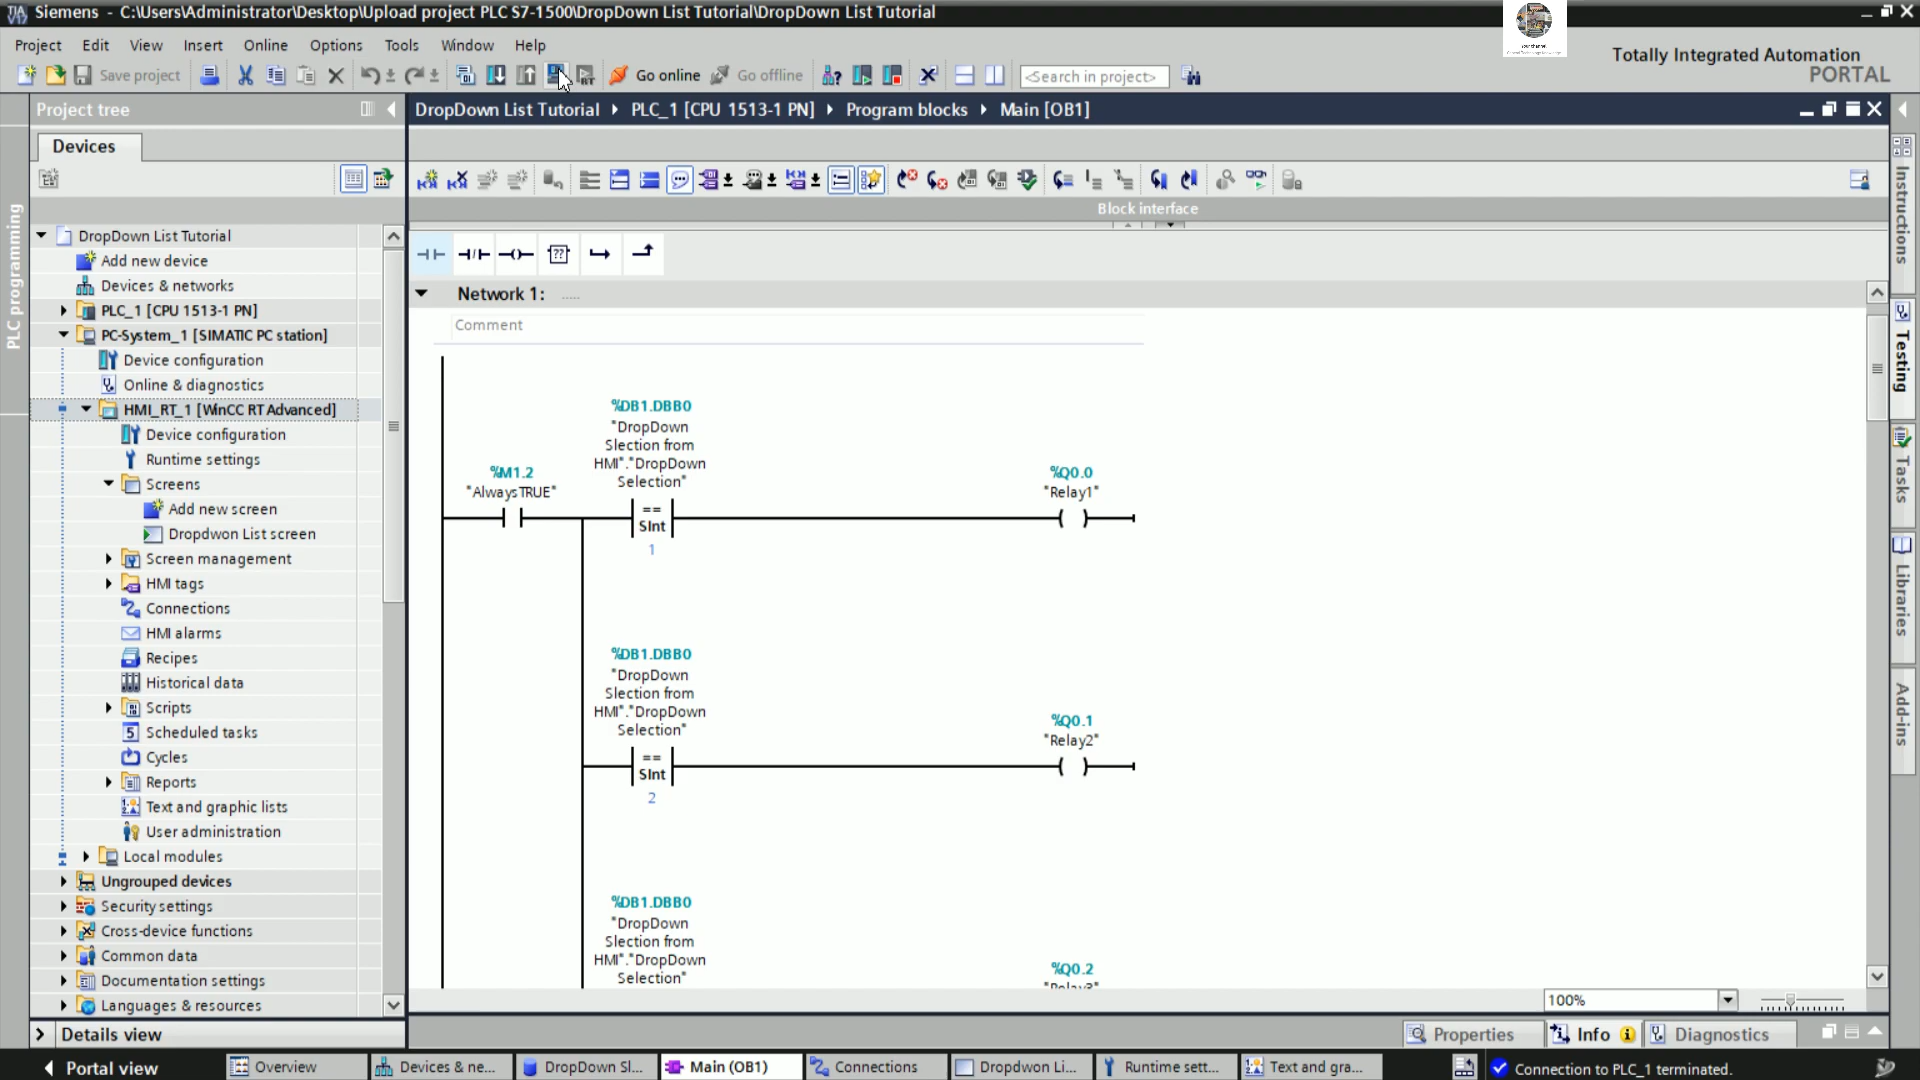 Siemens - C:\Users\Administrator\Desktop\Upload project PLC S7-1500\DropDown List Tutorial\DropDown List Tutorial
Project Edit View Insert Online Options Tools Window Help
Totally Integrated Automation
PORTAL
Save project
Go online
Go offline
<Search in project>
Project tree
DropDown List Tutorial
PLC_1 [CPU 1513-1 PN]
Program blocks
Main [OB1]
Devices
PLC programming
Block interface
DropDown List Tutorial
Add new device
Devices & networks
PLC_1 [CPU 1513-1 PN]
PC-System_1 [SIMATIC PC station]
Device configuration
Online & diagnostics
HMI_RT_1 [WinCC RT Advanced]
Device configuration
Runtime settings
Screens
Add new screen
Dropdwon List screen
Screen management
HMI tags
Connections
HMI alarms
Recipes
Historical data
Scripts
Scheduled tasks
Cycles
Reports
Text and graphic lists
User administration
Local modules
Ungrouped devices
Security settings
Cross-device functions
Common data
Documentation settings
Languages & resources
Details view
Network 1: .....
Comment
%M1.2
"AlwaysTRUE"
%DB1.DBB0
"DropDown
Slection from
HMI"."DropDown
Selection"
==
SInt
1
%Q0.0
"Relay1"
%DB1.DBB0
"DropDown
Slection from
HMI"."DropDown
Selection"
==
SInt
2
%Q0.1
"Relay2"
%DB1.DBB0
"DropDown
Slection from
HMI"."DropDown
Selection"
%Q0.2
"Relay3"
100%
Instructions
Testing
Tasks
Libraries
Add-ins
Properties
Info
Diagnostics
Portal view
Overview
Devices & ne...
DropDown Sl...
Main (OB1)
Connections
Dropdwon Li...
Runtime sett...
Text and gra...
Connection to PLC_1 terminated.